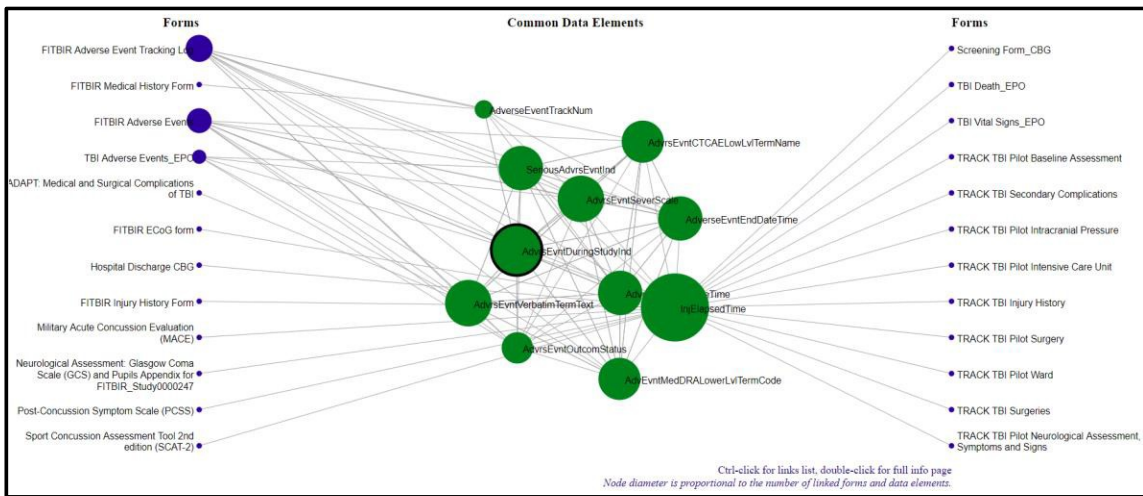 Forms
Common Data Elements
Forms
FITBIR Adverse Event Tracking Log
FITBIR Medical History Form
FITBIR Adverse Events
TBI Adverse Events_EPO
ADAPT: Medical and Surgical Complications
of TBI
FITBIR ECoG form
Hospital Discharge CBG
FITBIR Injury History Form
Military Acute Concussion Evaluation
(MACE)
Neurological Assessment: Glasgow Coma
Scale (GCS) and Pupils Appendix for
FITBIR_Study0000247
Post-Concussion Symptom Scale (PCSS)
Sport Concussion Assessment Tool 2nd
edition (SCAT-2)
AdverseEventTrackNum
AdvrsEvntCTCAELowLvlTermName
SeriousAdvrsEvntInd
AdvrsEvntSeverScale
AdverseEvntEndDateTime
AdvrsEvntDuringStudyInd
AdvrsEvntVerbatimTermText
InjElapsedTime
AdvrsEvntOutcomStatus
AdvEvntMedDRALowerLvlTermCode
Screening Form_CBG
TBI Death_EPO
TBI Vital Signs_EPO
TRACK TBI Pilot Baseline Assessment
TRACK TBI Secondary Complications
TRACK TBI Pilot Intracranial Pressure
TRACK TBI Pilot Intensive Care Unit
TRACK TBI Injury History
TRACK TBI Pilot Surgery
TRACK TBI Pilot Ward
TRACK TBI Surgeries
TRACK TBI Pilot Neurological Assessment,
Symptoms and Signs
Ctrl-click for links list, double-click for full info page
Node diameter is proportional to the number of linked forms and data elements.